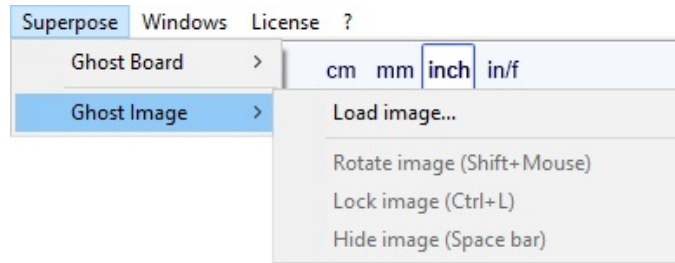 Superpose Windows License ?
Ghost Board >
cm mm inch in/f
Ghost Image >
Load image...
Rotate image (Shift+Mouse)
Lock image (Ctrl+L)
Hide image (Space bar)